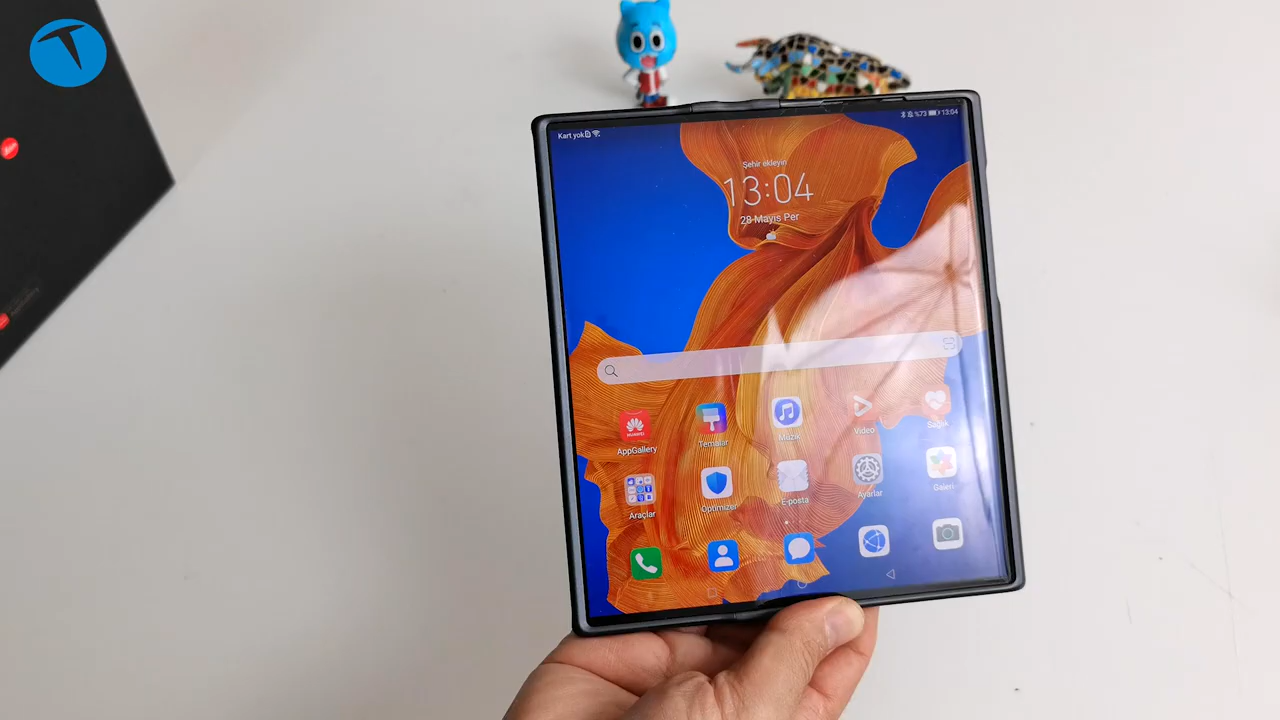 Kart yok
%73 13:04
Şehir ekleyin
13:04
28 Mayıs Per
AppGallery
Temalar
Müzik
Video
Sağlık
Araçlar
Optimizer
E-posta
Ayarlar
Galeri